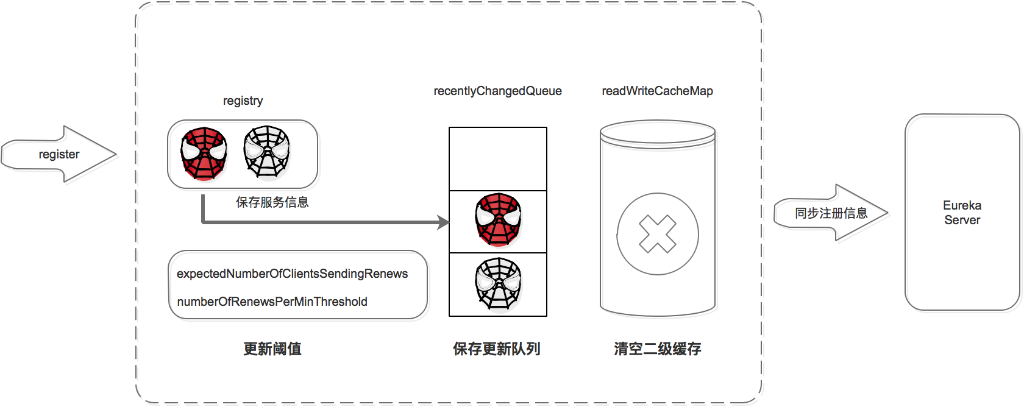 register
registry
保存服务信息
expectedNumberOfClientsSendingRenews
numberOfRenewsPerMinThreshold
更新阈值
recentlyChangedQueue
保存更新队列
readWriteCacheMap
清空二级缓存
同步注册信息
Eureka
Server